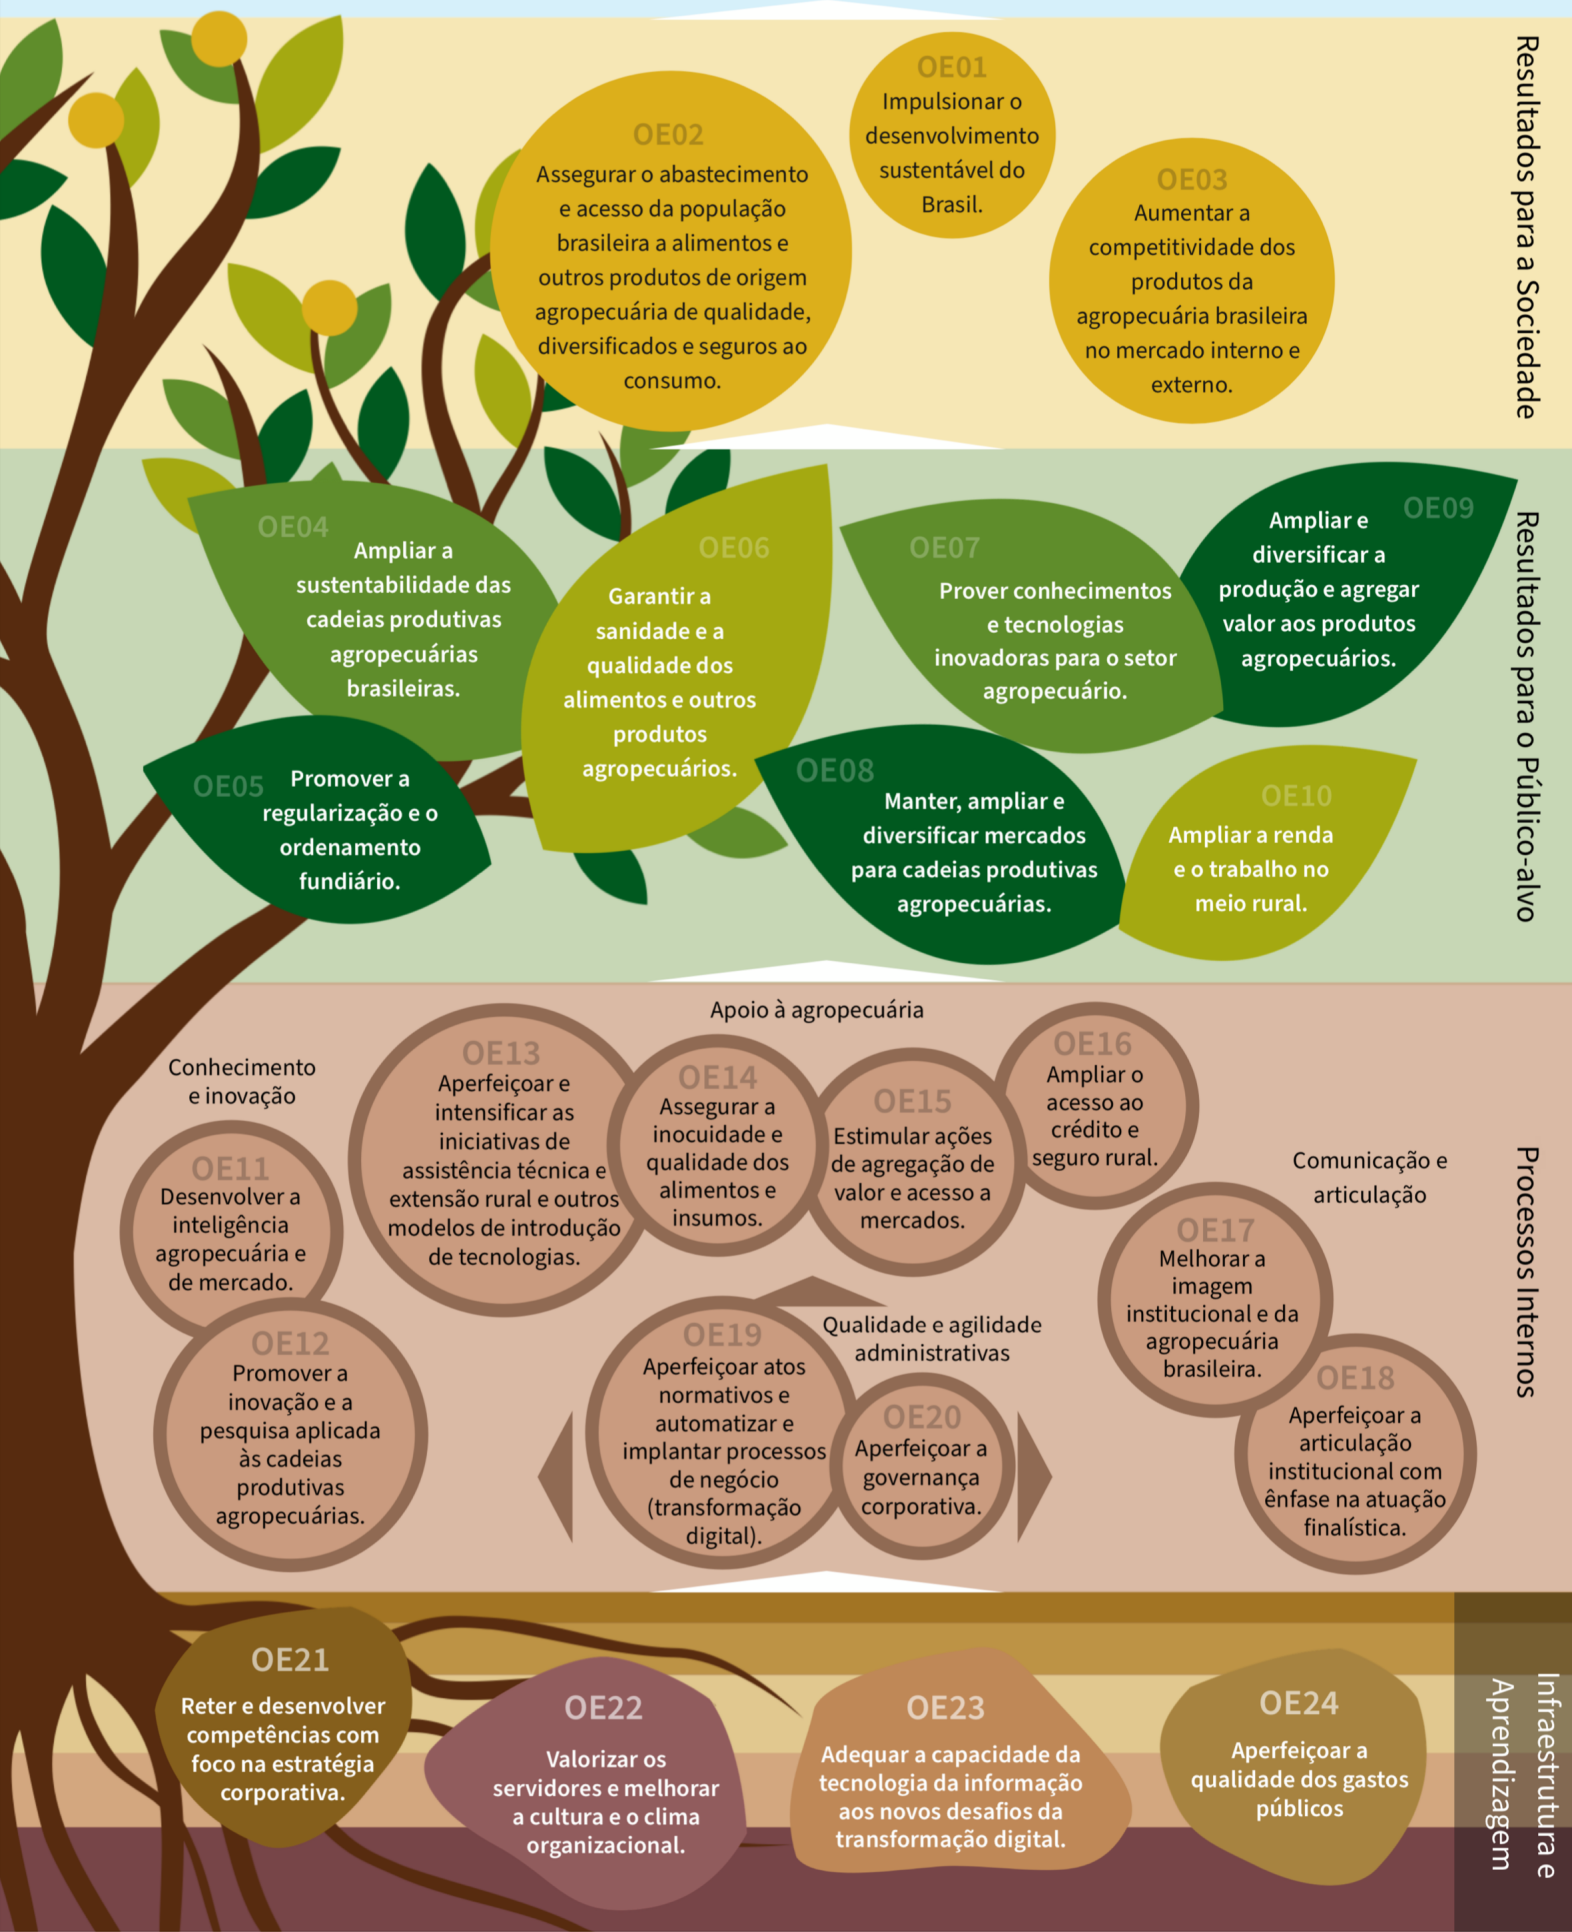 Resultados para a Sociedade
OE01
Impulsionar o
desenvolvimento
sustentável do
Brasil.
OE02
Assegurar o abastecimento
e acesso da população
brasileira a alimentos e
outros produtos de origem
agropecuária de qualidade,
diversificados e seguros ao
consumo.
OE03
Aumentar a
competitividade dos
produtos da
agropecuária brasileira
no mercado interno e
externo.
Resultados para o Público-alvo
OE04
Ampliar a
sustentabilidade das
cadeias produtivas
agropecuárias
brasileiras.
OE05
Promover a
regularização e o
ordenamento
fundiário.
OE06
Garantir a
sanidade e a
qualidade dos
alimentos e outros
produtos
agropecuários.
OE07
Prover conhecimentos
e tecnologias
inovadoras para o setor
agropecuário.
OE08
Manter, ampliar e
diversificar mercados
para cadeias produtivas
agropecuárias.
OE09
Ampliar e
diversificar a
produção e agregar
valor aos produtos
agropecuários.
OE10
Ampliar a renda
e o trabalho no
meio rural.
Processos Internos
Conhecimento
e inovação
OE11
Desenvolver a
inteligência
agropecuária e
de mercado.
OE12
Promover a
inovação e a
pesquisa aplicada
às cadeias
produtivas
agropecuárias.
Apoio à agropecuária
OE13
Aperfeiçoar e
intensificar as
iniciativas de
assistência técnica e
extensão rural e outros
modelos de introdução
de tecnologias.
OE14
Assegurar a
inocuidade e
qualidade dos
alimentos e
insumos.
OE15
Estimular ações
de agregação de
valor e acesso a
mercados.
OE16
Ampliar o
acesso ao
crédito e
seguro rural.
Comunicação e
articulação
OE17
Melhorar a
imagem
institucional e da
agropecuária
brasileira.
OE18
Aperfeiçoar a
articulação
institucional com
ênfase na atuação
finalística.
Qualidade e agilidade
administrativas
OE19
Aperfeiçoar atos
normativos e
automatizar e
implantar processos
de negócio
(transformação
digital).
OE20
Aperfeiçoar a
governança
corporativa.
Infraestrutura e
Aprendizagem
OE21
Reter e desenvolver
competências com
foco na estratégia
corporativa.
OE22
Valorizar os
servidores e melhorar
a cultura e o clima
organizacional.
OE23
Adequar a capacidade da
tecnologia da informação
aos novos desafios da
transformação digital.
OE24
Aperfeiçoar a
qualidade dos gastos
públicos